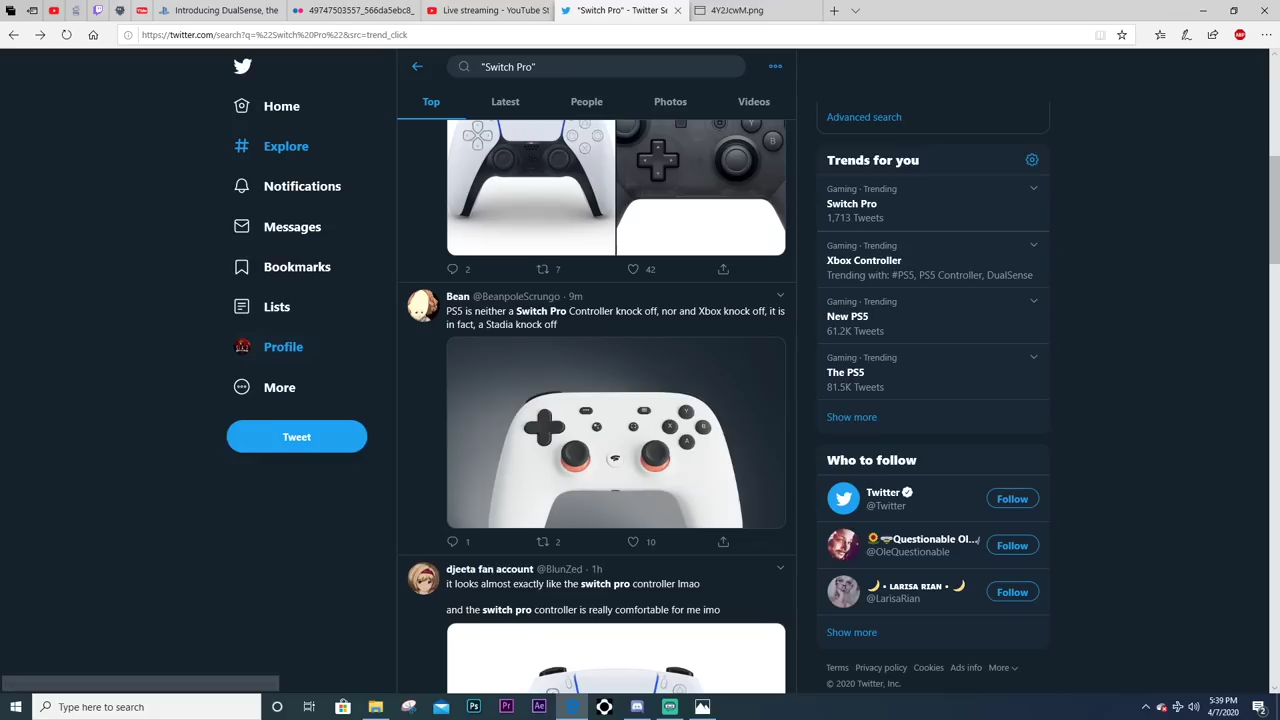 Introducing DualSense, the
49747503557_566da5ebc8_
Live streaming - YouTube St
"Switch Pro" - Twitter Se
4Y2JcwM.png
https://twitter.com/search?q=%22Switch%20Pro%22&src=trend_click
ABP
"Switch Pro"
Top
Latest
People
Photos
Videos
Home
Explore
Notifications
Messages
Bookmarks
Lists
Profile
More
Tweet
Y
B
2
7
42
Bean @BeanpoleScrungo · 9m
PS5 is neither a Switch Pro Controller knock off, nor and Xbox knock off, it is
in fact, a Stadia knock off
Y
X
B
A
1
2
10
djeeta fan account @BlunZed · 1h
it looks almost exactly like the switch pro controller lmao
and the switch pro controller is really comfortable for me imo
Advanced search
Trends for you
Gaming · Trending
Switch Pro
1,713 Tweets
Gaming · Trending
Xbox Controller
Trending with: #PS5, PS5 Controller, DualSense
Gaming · Trending
New PS5
61.2K Tweets
Gaming · Trending
The PS5
81.5K Tweets
Show more
Who to follow
Twitter
@Twitter
Follow
Questionable Ol...
@OleQuestionable
Follow
LARISA RIAN
@LarisaRian
Follow
Show more
Terms Privacy policy Cookies Ads info More
© 2020 Twitter, Inc.
Type here to search
Ps
Pr
Ae
5:39 PM
4/7/2020
2